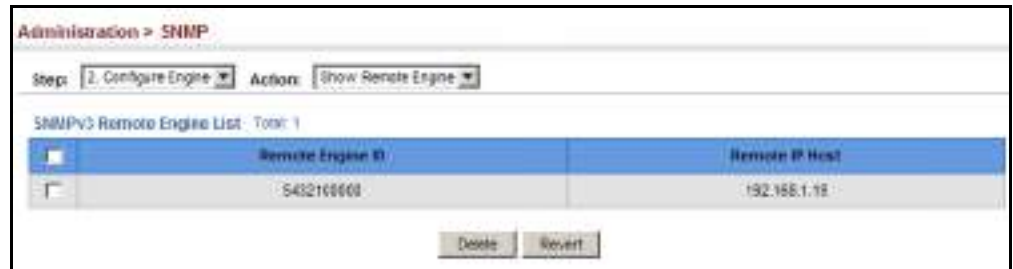 Administration > SNMP
Step: 2. Configure Engine Action: Show Remote Engine
SNMPv3 Remote Engine List Total: 1
Remote Engine ID Remote IP Host
5432100000 192.168.1.19
Delete Revert